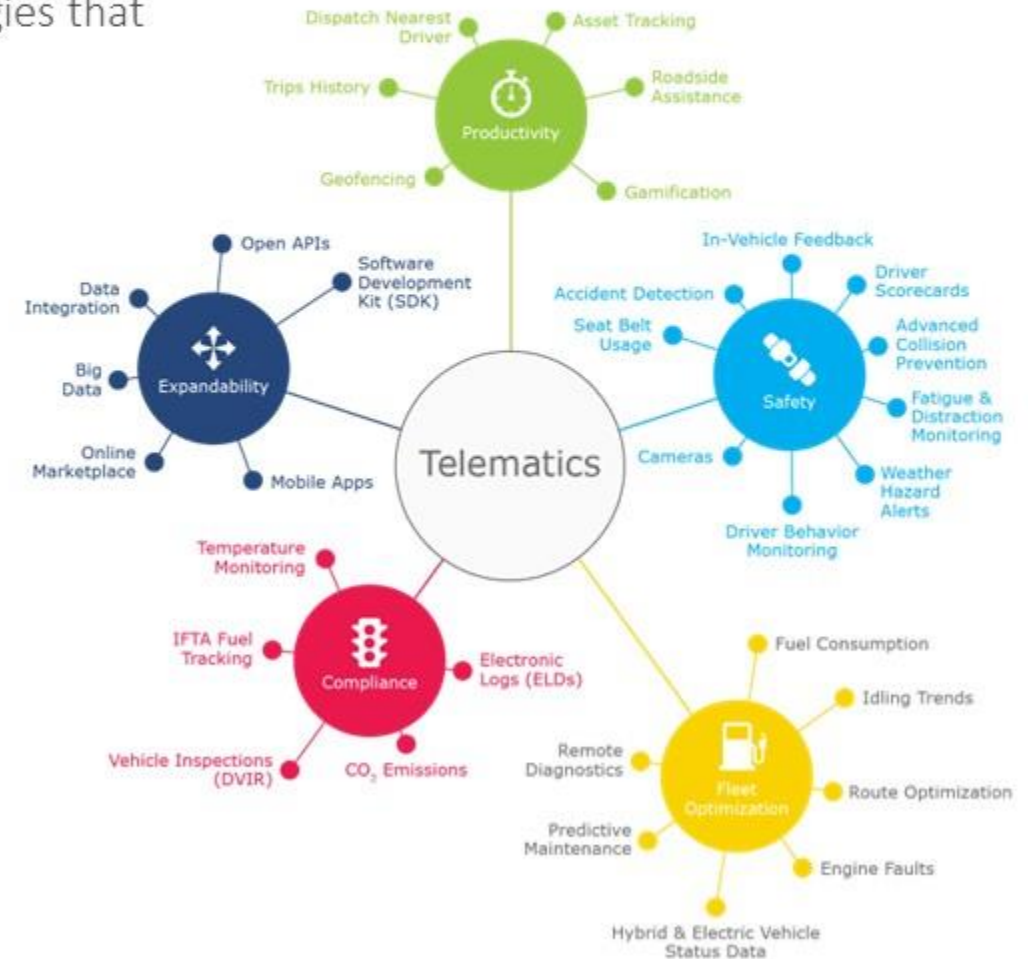 gies that
Dispatch Nearest
Driver
Asset Tracking
Trips History
Roadside
Assistance
Productivity
Geofencing
Gamification
Open APIs
Software
Development
Kit (SDK)
Data
Integration
Big
Data
Expandability
Online
Marketplace
Mobile Apps
In-Vehicle Feedback
Accident Detection
Driver
Scorecards
Seat Belt
Usage
Advanced
Collision
Prevention
Safety
Fatigue &
Distraction
Monitoring
Cameras
Weather
Hazard
Alerts
Driver Behavior
Monitoring
Telematics
Temperature
Monitoring
IFTA Fuel
Tracking
Compliance
Electronic
Logs (ELDs)
Vehicle Inspections
(DVIR)
CO₂ Emissions
Fuel Consumption
Idling Trends
Remote
Diagnostics
Fleet
Optimization
Route Optimization
Predictive
Maintenance
Engine Faults
Hybrid & Electric Vehicle
Status Data